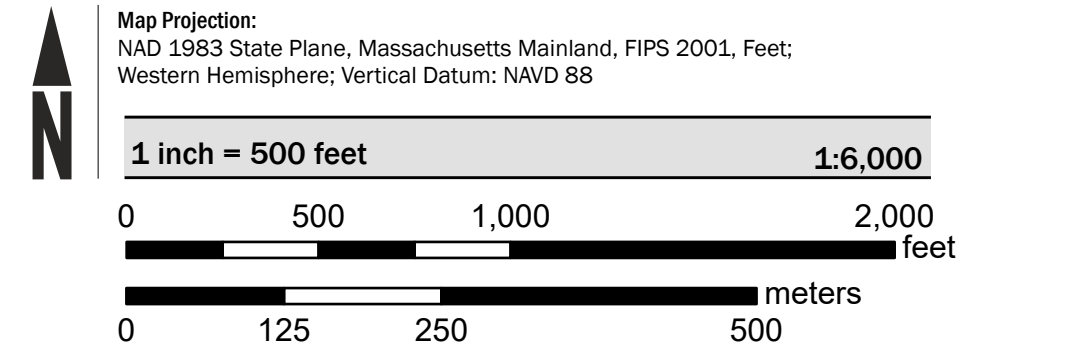 N
Map Projection:
NAD 1983 State Plane, Massachusetts Mainland, FIPS 2001, Feet;
Western Hemisphere; Vertical Datum: NAVD 88
1 inch = 500 feet 1:6,000
0 500 1,000 2,000
feet
meters
0 125 250 500